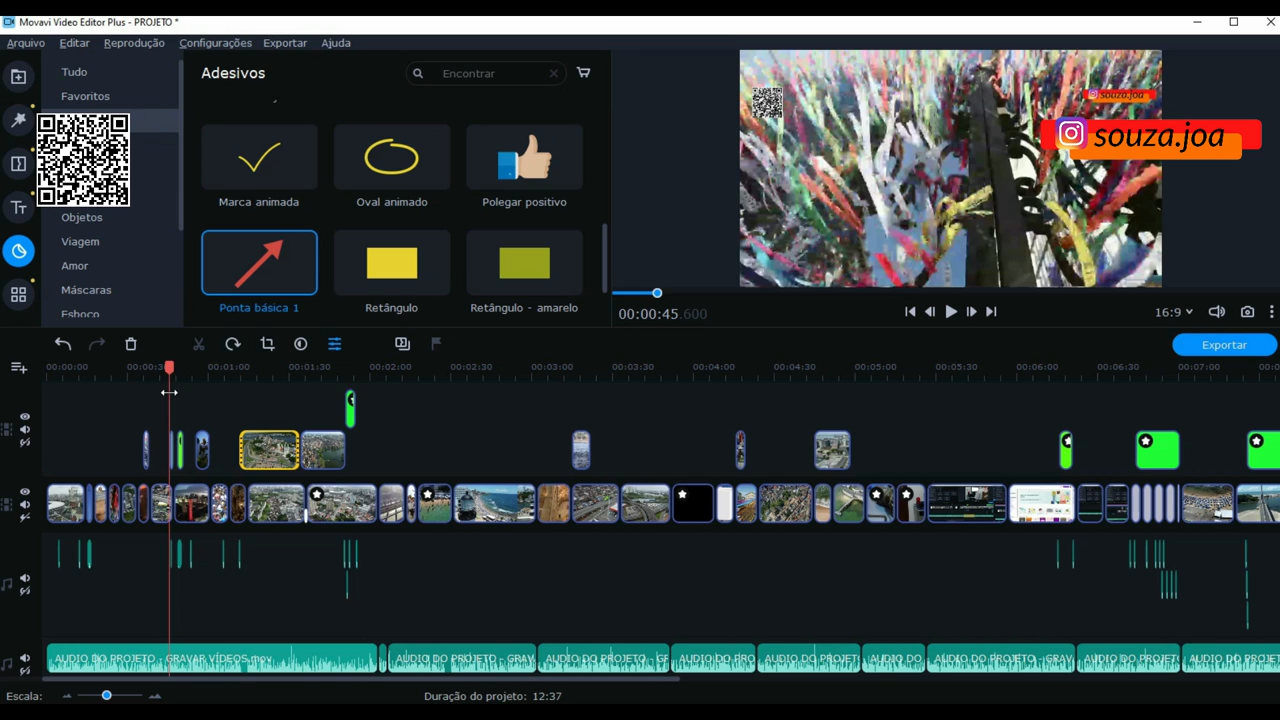 Movavi Video Editor Plus - PROJETO *
Arquivo Editar Reprodução Configurações Exportar Ajuda
Tudo
Favoritos
Objetos
Viagem
Amor
Máscaras
Esboço
Adesivos
Encontrar
Marca animada
Oval animado
Polegar positivo
Ponta básica 1
Retângulo
Retângulo - amarelo
souza.joa
souza.joa
00:00:45.600
16:9
Exportar
00:00:00 00:00:30 00:01:00 00:01:30 00:02:00 00:02:30 00:03:00 00:03:30 00:04:00 00:04:30 00:05:00 00:05:30 00:06:00 00:06:30 00:07:00
AUDIO DO PROJETO - GRAVAR VÍDEOS.mov AUDIO DO PROJETO - GRAV AUDIO DO PROJETO - GF AUDIO DO PRO AUDIO DO PROJET AUDIO DO AUDIO DO PROJETO - GRAV AUDIO DO PROJET AUDIO DO PROJET
Escala:
Duração do projeto: 12:37